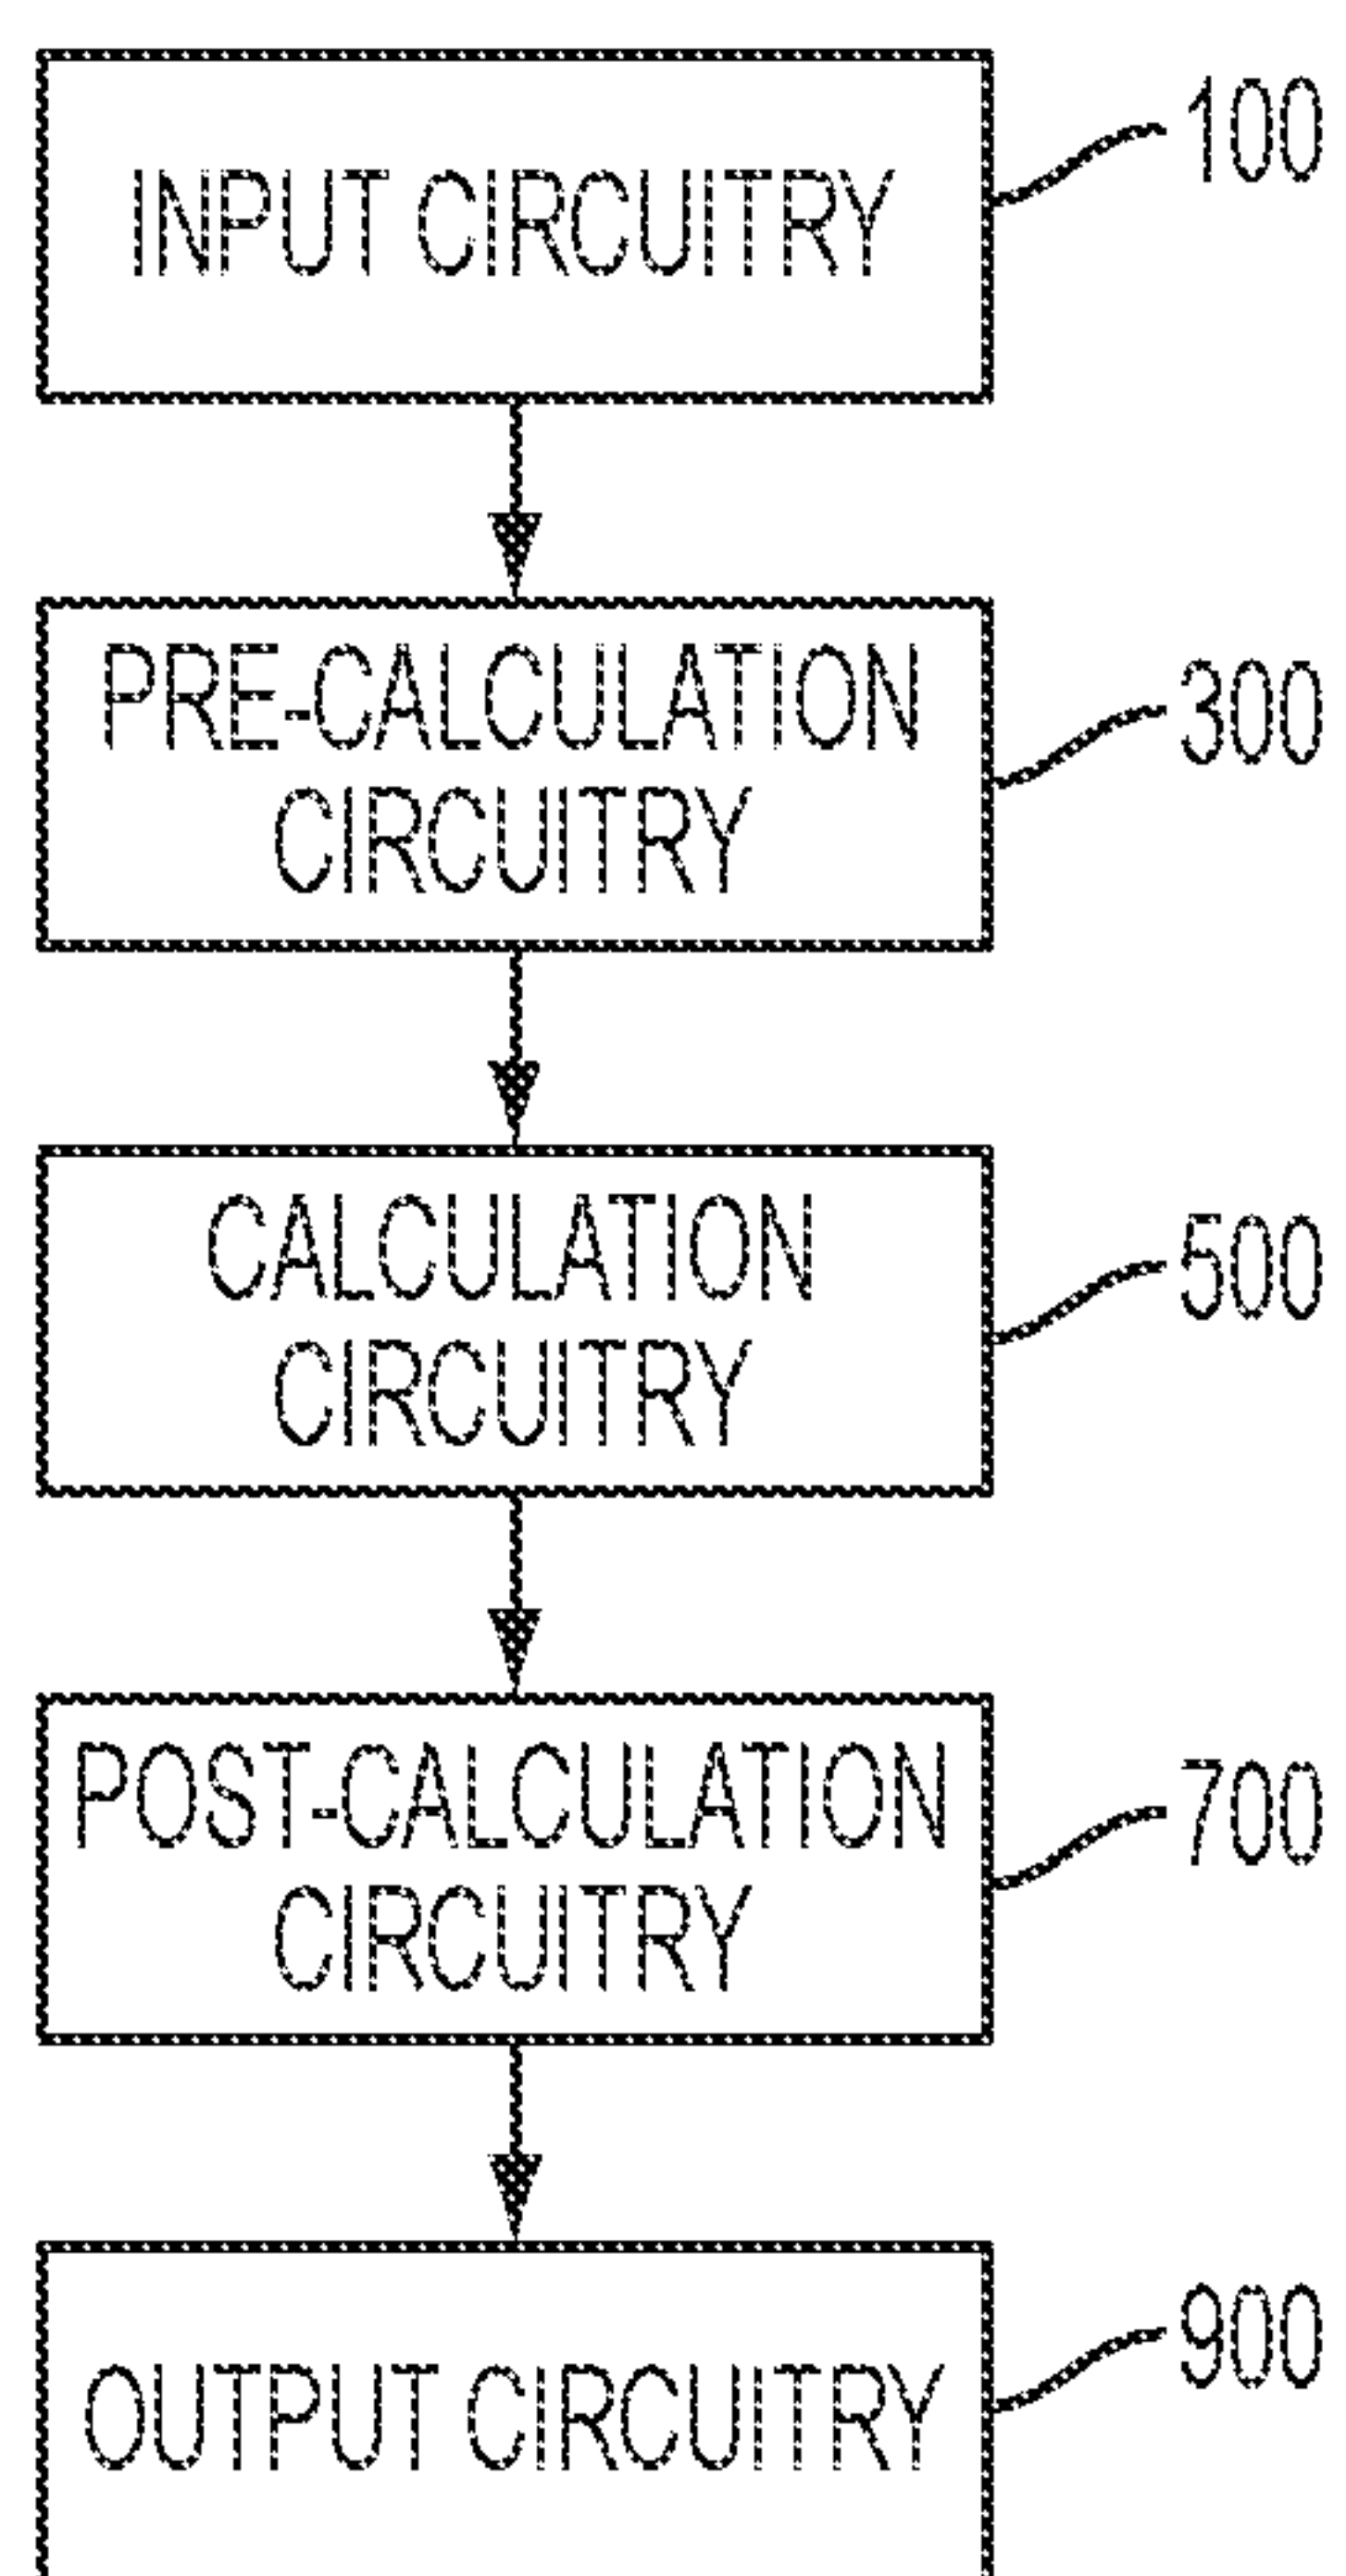 INPUT CIRCUITRY
100
PRE-CALCULATION
CIRCUITRY
300
CALCULATION
CIRCUITRY
500
POST-CALCULATION
CIRCUITRY
700
OUTPUT CIRCUITRY
900